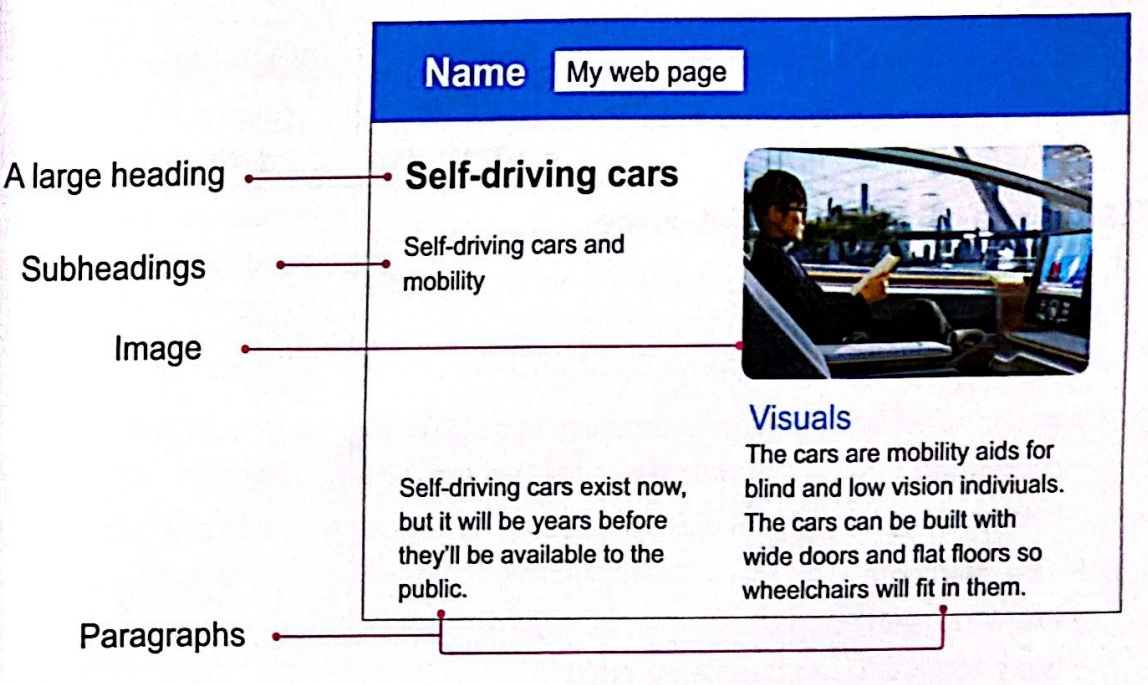 Name My web page
A large heading
Self-driving cars
Subheadings
Self-driving cars and
mobility
Image
Visuals
The cars are mobility aids for
blind and low vision indiviuals.
The cars can be built with
wide doors and flat floors so
wheelchairs will fit in them.
Self-driving cars exist now,
but it will be years before
they'll be available to the
public.
Paragraphs